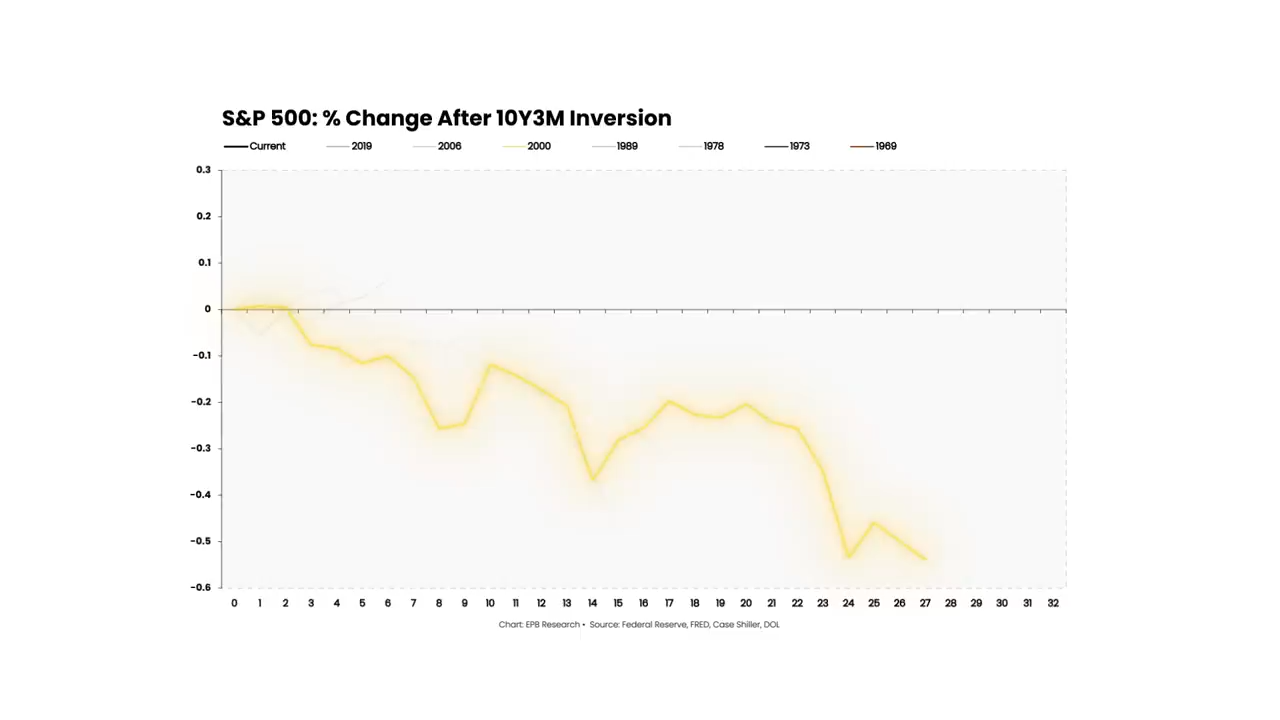 S&P 500: % Change After 10Y3M Inversion
Current 2019 2006 2000 1989 1978 1973 1969
0.3
0.2
0.1
0
-0.1
-0.2
-0.3
-0.4
-0.5
-0.6
0 1 2 3 4 5 6 7 8 9 10 11 12 13 14 15 16 17 18 19 20 21 22 23 24 25 26 27 28 29 30 31 32
Chart: EPB Research • Source: Federal Reserve, FRED, Case Shiller, DOL